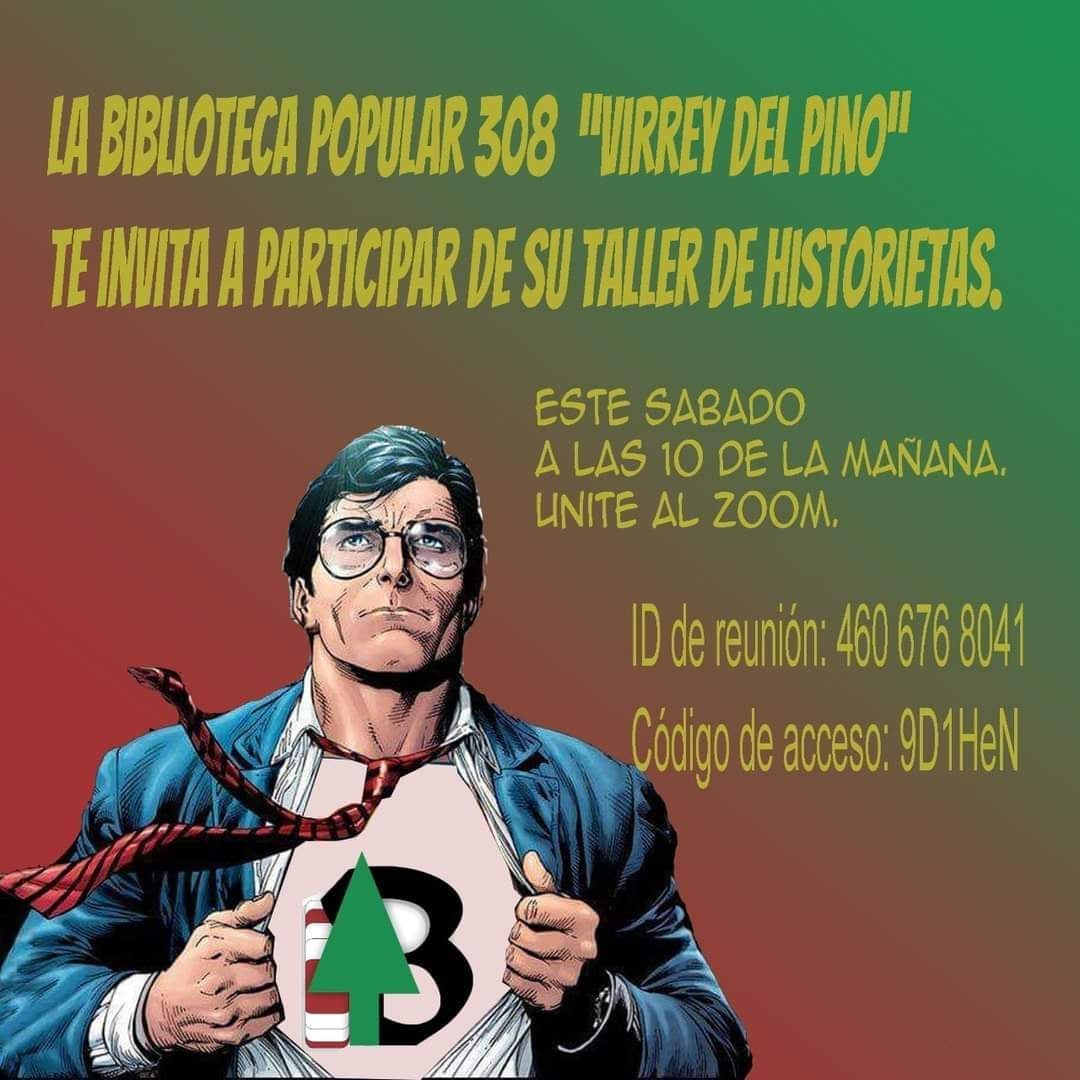 LA BIBLIOTECA POPULAR 308 "VIRREY DEL PINO"
TE INVITA A PARTICIPAR DE SU TALLER DE HISTORIETAS.
ESTE SABADO
A LAS 10 DE LA MAÑANA.
UNITE AL ZOOM.
ID de reunión: 460 676 8041
Código de acceso: 9D1HeN
B